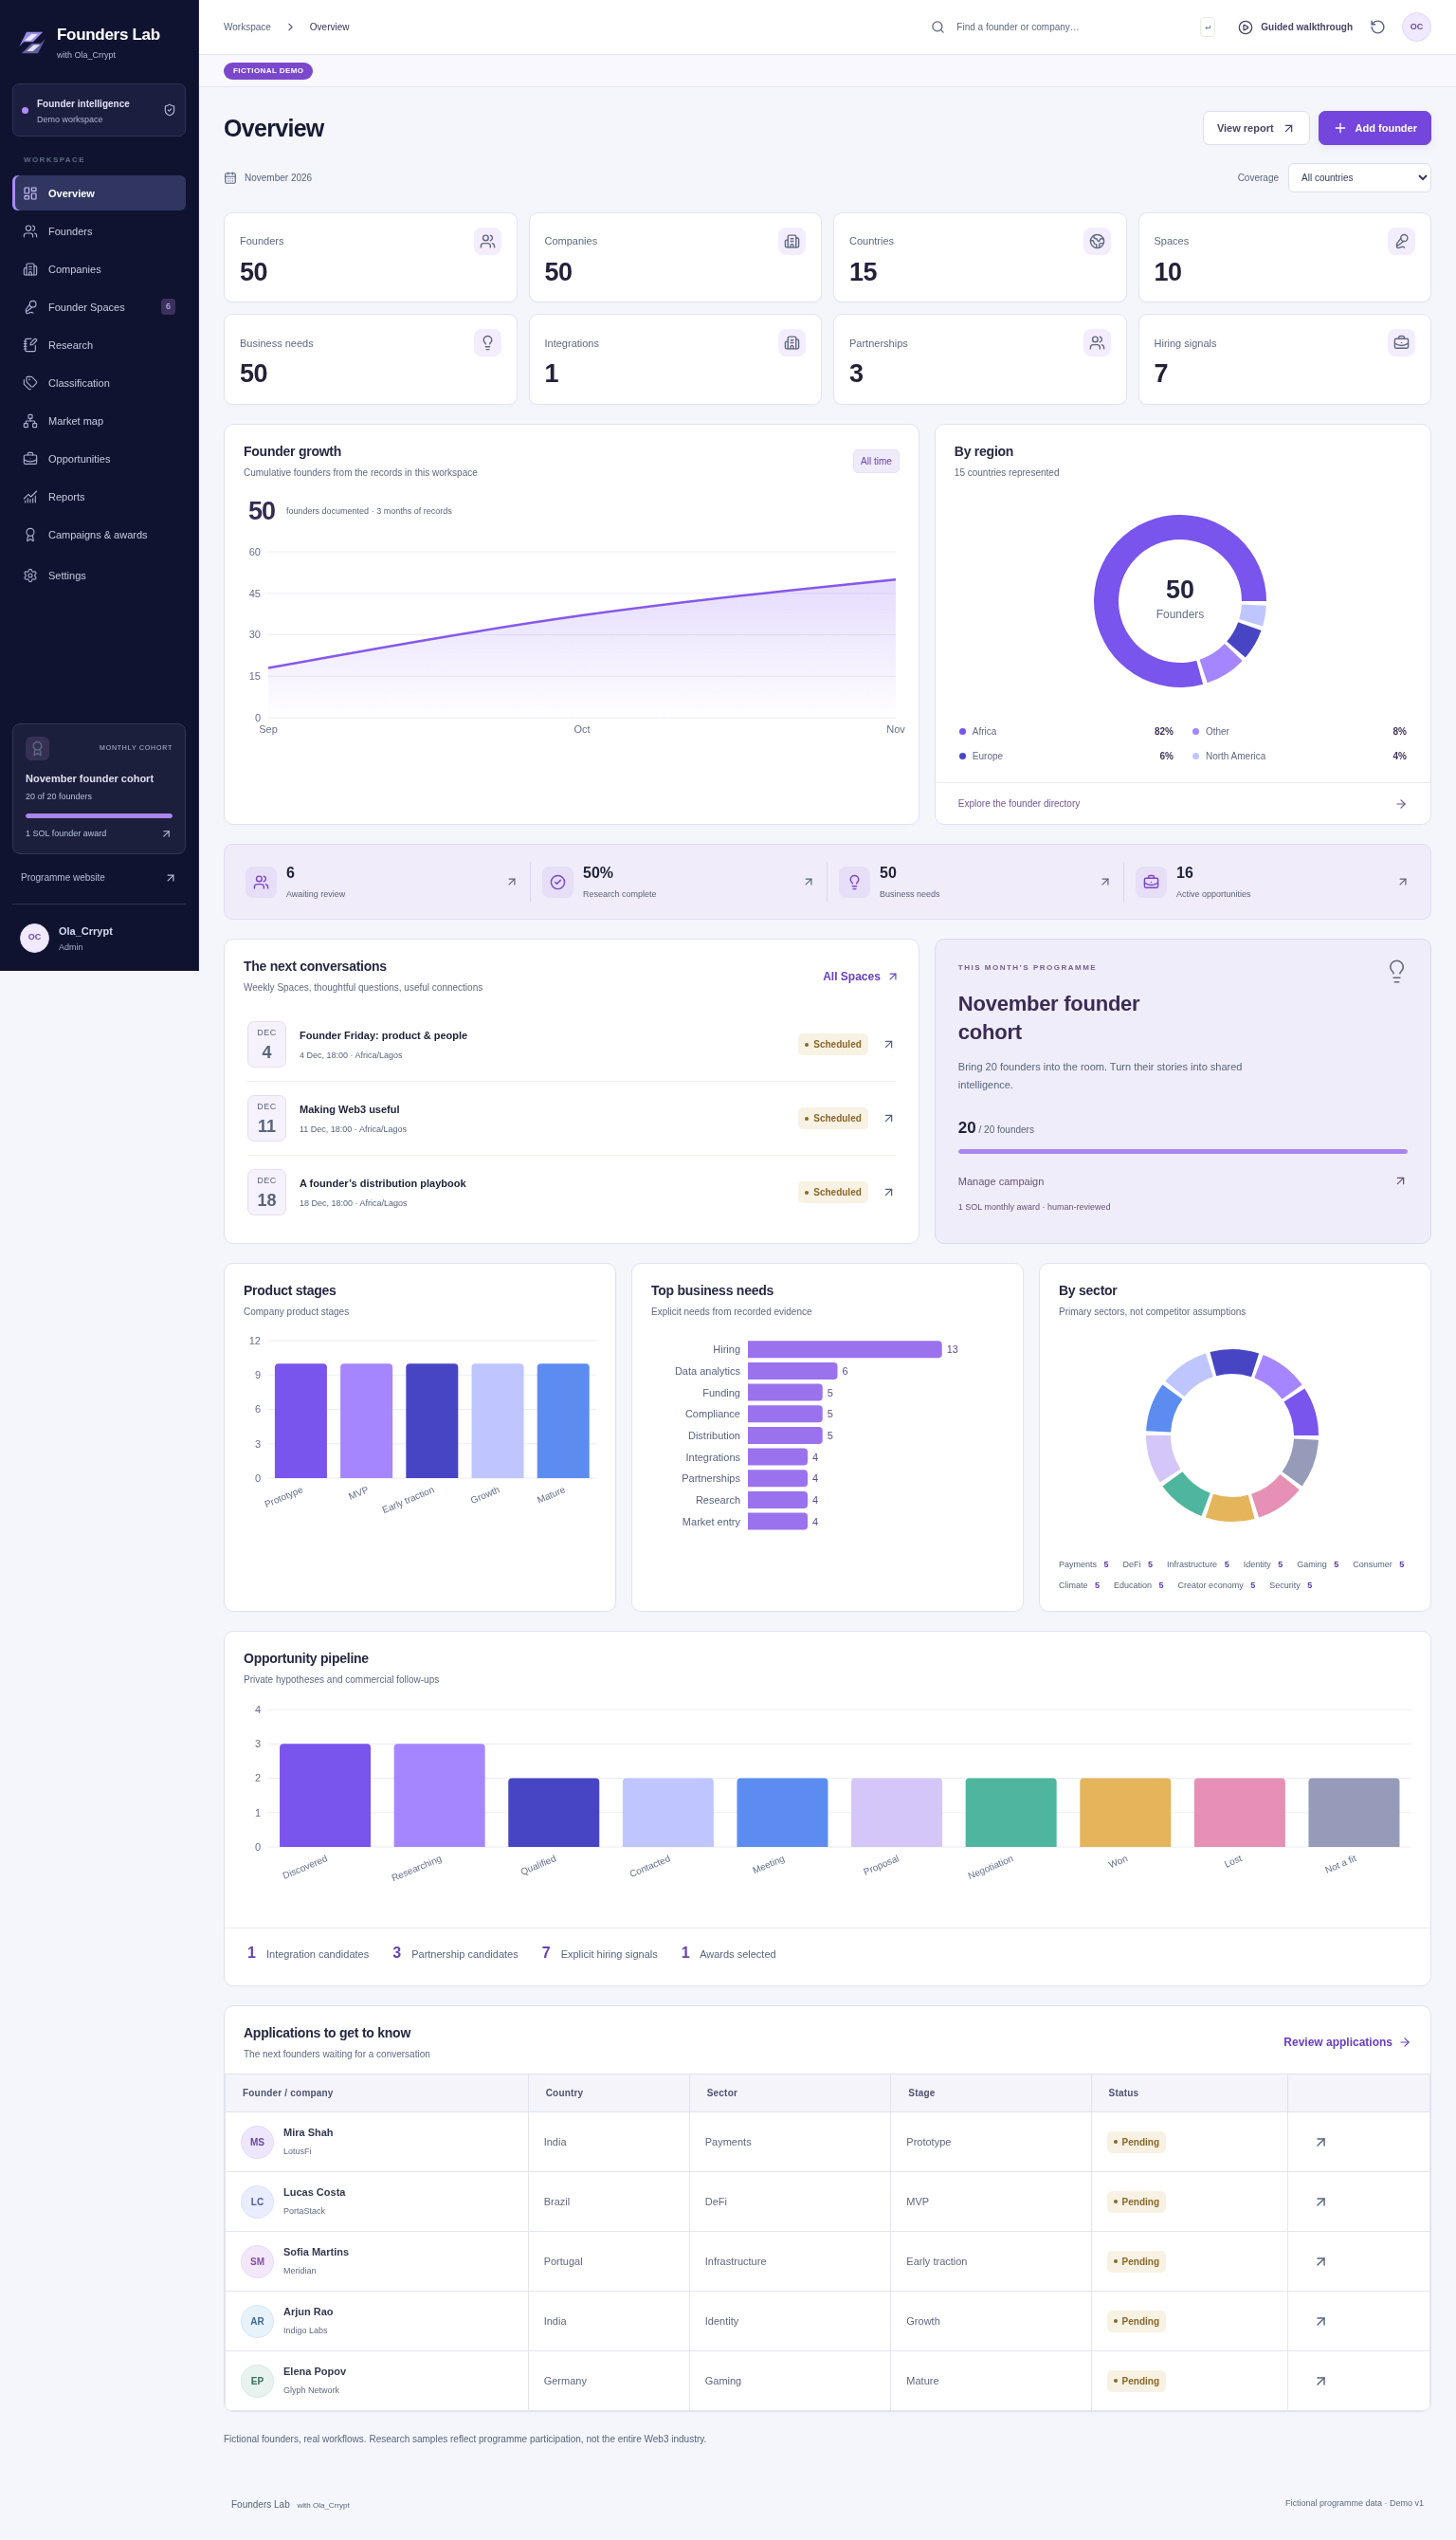 Founders Lab
with Ola_Crrypt
Founder intelligence
Demo workspace
WORKSPACE
Overview
Founders
Companies
Founder Spaces 6
Research
Classification
Market map
Opportunities
Reports
Campaigns & awards
Settings
MONTHLY COHORT
November founder cohort
20 of 20 founders
1 SOL founder award
Programme website
OC
Ola_Crrypt
Admin
Workspace Overview
Find a founder or company…
Guided walkthrough
OC
FICTIONAL DEMO
Overview
View report
Add founder
November 2026
Coverage All countries
Founders
50
Companies
50
Countries
15
Spaces
10
Business needs
50
Integrations
1
Partnerships
3
Hiring signals
7
Founder growth
Cumulative founders from the records in this workspace
All time
50 founders documented · 3 months of records
60
45
30
15
0
Sep Oct Nov
By region
15 countries represented
50
Founders
Africa 82% Other 8%
Europe 6% North America 4%
Explore the founder directory
6
Awaiting review
50%
Research complete
50
Business needs
16
Active opportunities
The next conversations
Weekly Spaces, thoughtful questions, useful connections
All Spaces
DEC
4
Founder Friday: product & people
4 Dec, 18:00 · Africa/Lagos
Scheduled
DEC
11
Making Web3 useful
11 Dec, 18:00 · Africa/Lagos
Scheduled
DEC
18
A founder’s distribution playbook
18 Dec, 18:00 · Africa/Lagos
Scheduled
THIS MONTH'S PROGRAMME
November founder
cohort
Bring 20 founders into the room. Turn their stories into shared
intelligence.
20 / 20 founders
Manage campaign
1 SOL monthly award · human-reviewed
Product stages
Company product stages
12
9
6
3
0
Prototype MVP Early traction Growth Mature
Top business needs
Explicit needs from recorded evidence
Hiring 13
Data analytics 6
Funding 5
Compliance 5
Distribution 5
Integrations 4
Partnerships 4
Research 4
Market entry 4
By sector
Primary sectors, not competitor assumptions
Payments 5 DeFi 5 Infrastructure 5 Identity 5 Gaming 5 Consumer 5
Climate 5 Education 5 Creator economy 5 Security 5
Opportunity pipeline
Private hypotheses and commercial follow-ups
4
3
2
1
0
Discovered Researching Qualified Contacted Meeting Proposal Negotiation Won Lost Not a fit
1 Integration candidates 3 Partnership candidates 7 Explicit hiring signals 1 Awards selected
Applications to get to know
The next founders waiting for a conversation
Review applications
Founder / company Country Sector Stage Status
MS Mira Shah
LotusFi
India Payments Prototype Pending
LC Lucas Costa
PortaStack
Brazil DeFi MVP Pending
SM Sofia Martins
Meridian
Portugal Infrastructure Early traction Pending
AR Arjun Rao
Indigo Labs
India Identity Growth Pending
EP Elena Popov
Glyph Network
Germany Gaming Mature Pending
Fictional founders, real workflows. Research samples reflect programme participation, not the entire Web3 industry.
Founders Lab with Ola_Crrypt
Fictional programme data · Demo v1